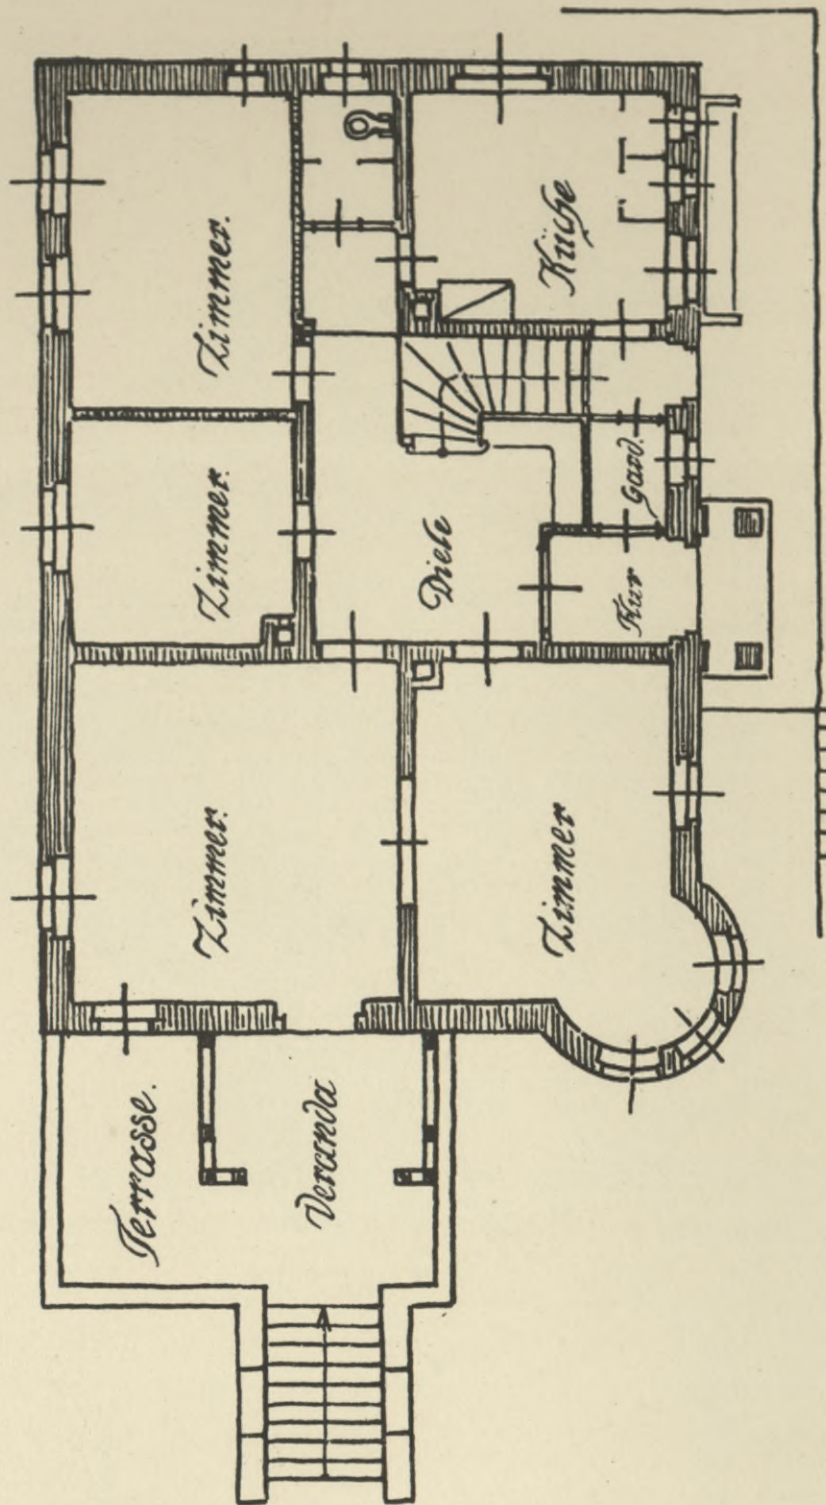 Zimmer.
Küche
Zimmer.
Diele
Gard.
Flur
Zimmer.
Zimmer
Terrasse.
Veranda